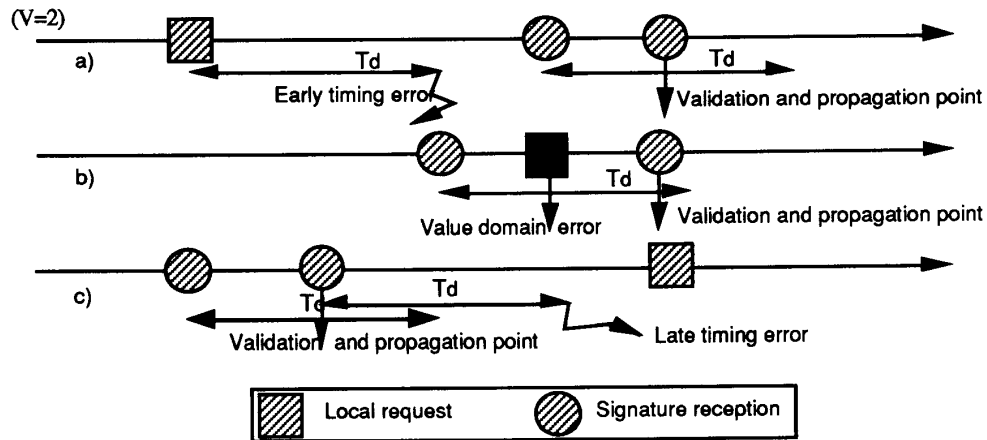 (V=2)
a)
Td
Td
Early timing error
Validation and propagation point
b)
Td
Value domain error
Validation and propagation point
c)
Td
Td
Validation and propagation point
Late timing error
Local request
Signature reception